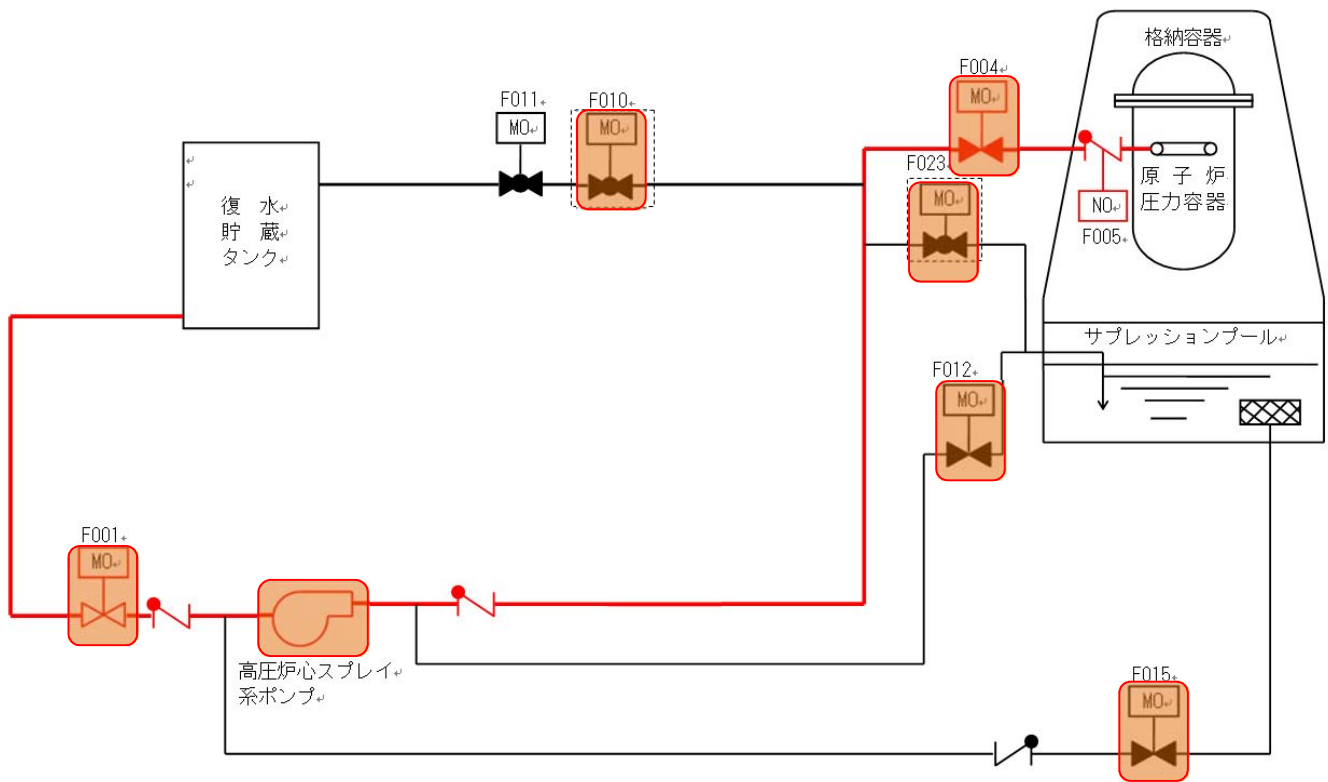 格納容器
F004
MO
F011
MO
F010
MO
F023
MO
原子炉
圧力容器
NO
F005
復水
貯蔵
タンク
サプレッションプール
F012
MO
F001
MO
高圧炉心スプレイ
系ポンプ
F015
MO